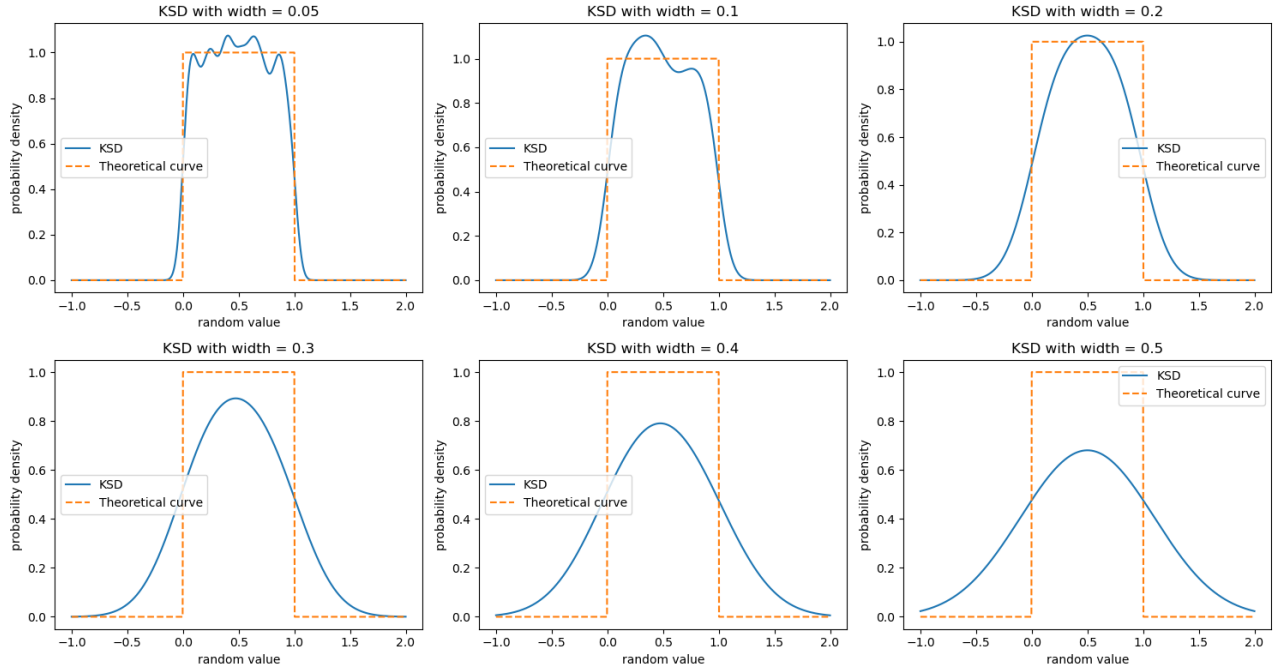 KSD with width = 0.05
probability density
1.0
0.8
0.6
0.4
0.2
0.0
KSD
Theoretical curve
−1.0 −0.5 0.0 0.5 1.0 1.5 2.0
random value
KSD with width = 0.1
probability density
1.0
0.8
0.6
0.4
0.2
0.0
KSD
Theoretical curve
−1.0 −0.5 0.0 0.5 1.0 1.5 2.0
random value
KSD with width = 0.2
probability density
1.0
0.8
0.6
0.4
0.2
0.0
KSD
Theoretical curve
−1.0 −0.5 0.0 0.5 1.0 1.5 2.0
random value
KSD with width = 0.3
probability density
1.0
0.8
0.6
0.4
0.2
0.0
KSD
Theoretical curve
−1.0 −0.5 0.0 0.5 1.0 1.5 2.0
random value
KSD with width = 0.4
probability density
1.0
0.8
0.6
0.4
0.2
0.0
KSD
Theoretical curve
−1.0 −0.5 0.0 0.5 1.0 1.5 2.0
random value
KSD with width = 0.5
probability density
1.0
0.8
0.6
0.4
0.2
0.0
KSD
Theoretical curve
−1.0 −0.5 0.0 0.5 1.0 1.5 2.0
random value